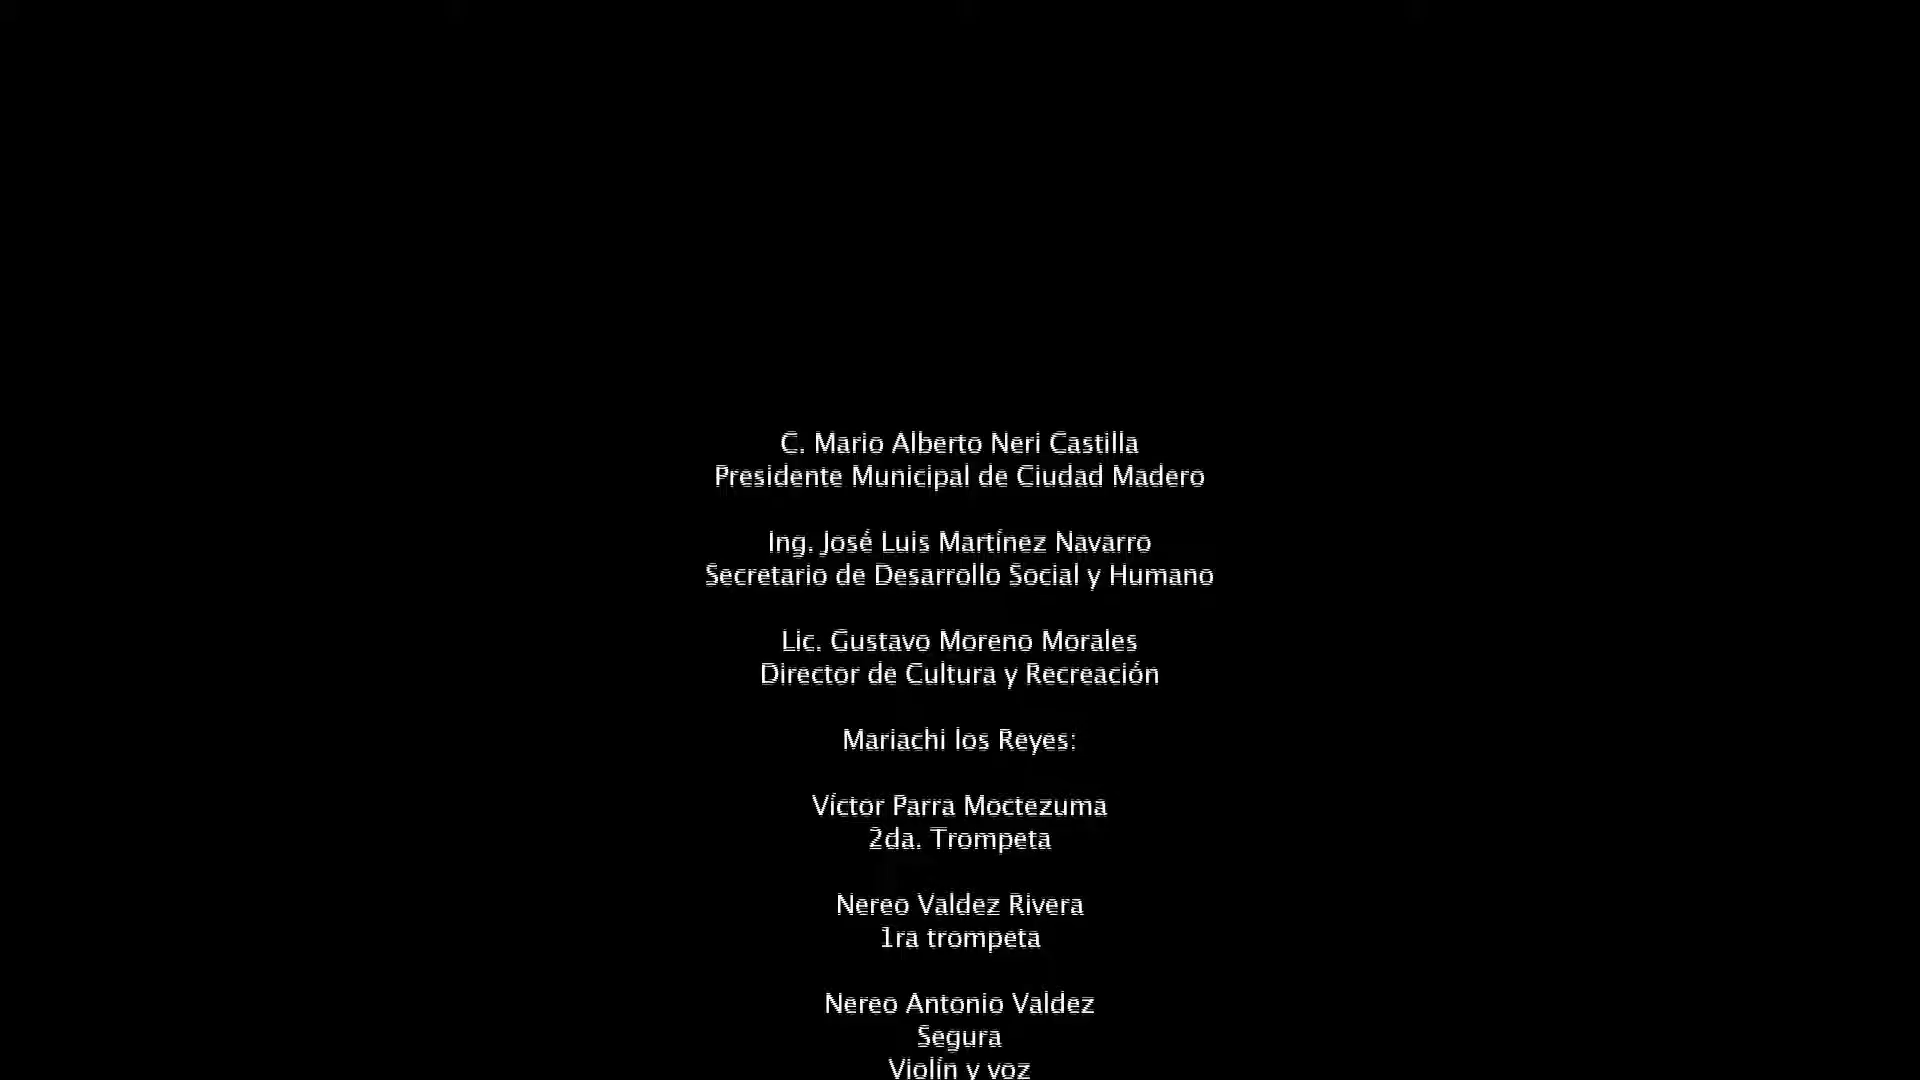 C. Mario Alberto Neri Castilla
Presidente Municipal de Ciudad Madero
Ing. José Luis Martínez Navarro
Secretario de Desarrollo Social y Humano
Lic. Gustavo Moreno Morales
Director de Cultura y Recreación
Mariachi los Reyes:
Víctor Parra Moctezuma
2da. Trompeta
Nereo Valdez Rivera
1ra trompeta
Nereo Antonio Valdez
Segura
Violín y voz